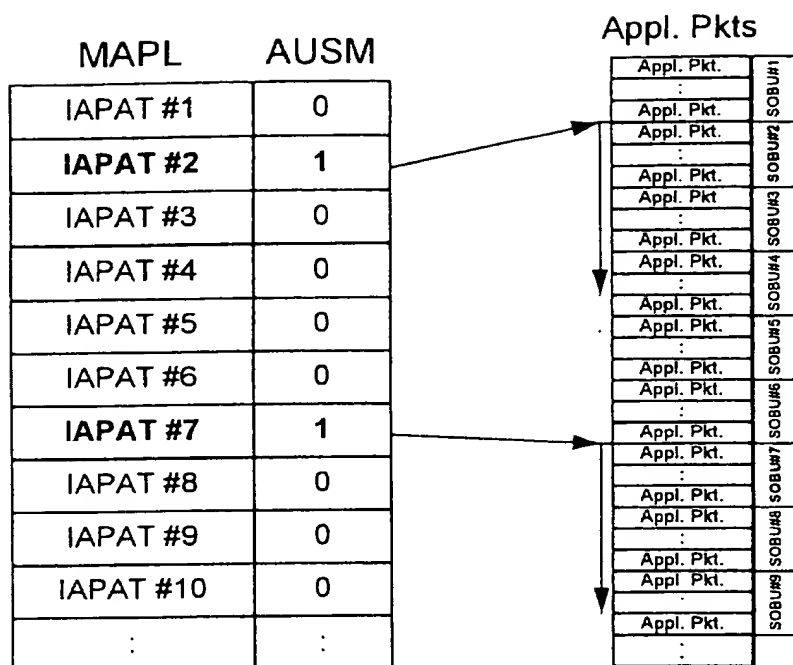 MAPL AUSM
IAPAT #1 0
IAPAT #2 1
IAPAT #3 0
IAPAT #4 0
IAPAT #5 0
IAPAT #6 0
IAPAT #7 1
IAPAT #8 0
IAPAT #9 0
IAPAT #10 0
: :
Appl. Pkts
Appl. Pkt.
:
Appl. Pkt.
SOBU#1
Appl. Pkt.
:
Appl. Pkt.
SOBU#2
Appl. Pkt
:
Appl. Pkt.
SOBU#3
Appl. Pkt.
:
Appl. Pkt.
SOBU#4
Appl. Pkt.
:
Appl. Pkt.
SOBU#5
Appl. Pkt.
:
Appl. Pkt.
SOBU#6
Appl. Pkt.
:
Appl. Pkt.
SOBU#7
Appl. Pkt.
:
Appl. Pkt.
SOBU#8
Appl. Pkt.
:
Appl. Pkt.
SOBU#9
: